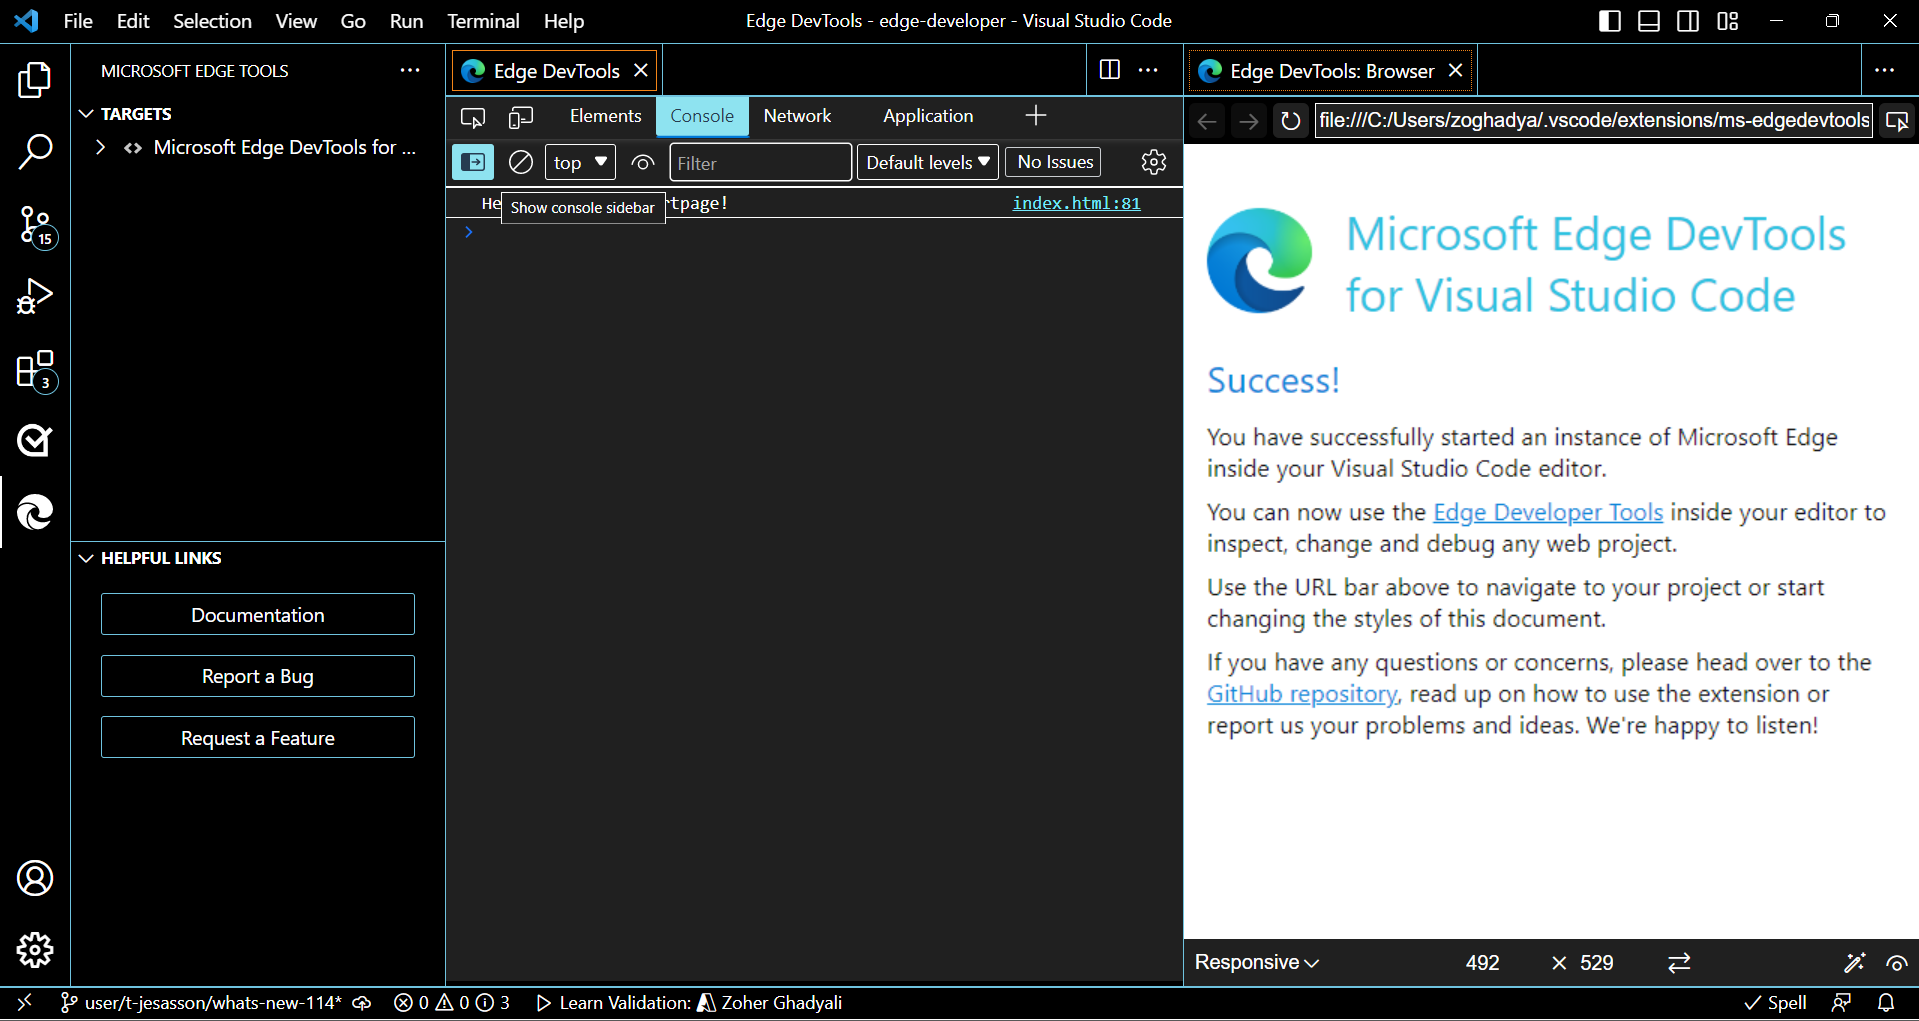 File Edit Selection View Go Run Terminal Help
Edge DevTools - edge-developer - Visual Studio Code
MICROSOFT EDGE TOOLS
TARGETS
Microsoft Edge DevTools for ...
15
3
HELPFUL LINKS
Documentation
Report a Bug
Request a Feature
Edge DevTools
Elements Console Network Application
top Filter Default levels No Issues
He
tpage! index.html:81
Show console sidebar
Edge DevTools: Browser
file:///C:/Users/zoghadya/.vscode/extensions/ms-edgedevtools
Microsoft Edge DevTools
for Visual Studio Code
Success!
You have successfully started an instance of Microsoft Edge
inside your Visual Studio Code editor.
You can now use the Edge Developer Tools inside your editor to
inspect, change and debug any web project.
Use the URL bar above to navigate to your project or start
changing the styles of this document.
If you have any questions or concerns, please head over to the
GitHub repository, read up on how to use the extension or
report us your problems and ideas. We're happy to listen!
Responsive 492 × 529
user/t-jesasson/whats-new-114* 0 0 3 Learn Validation: Zoher Ghadyali Spell